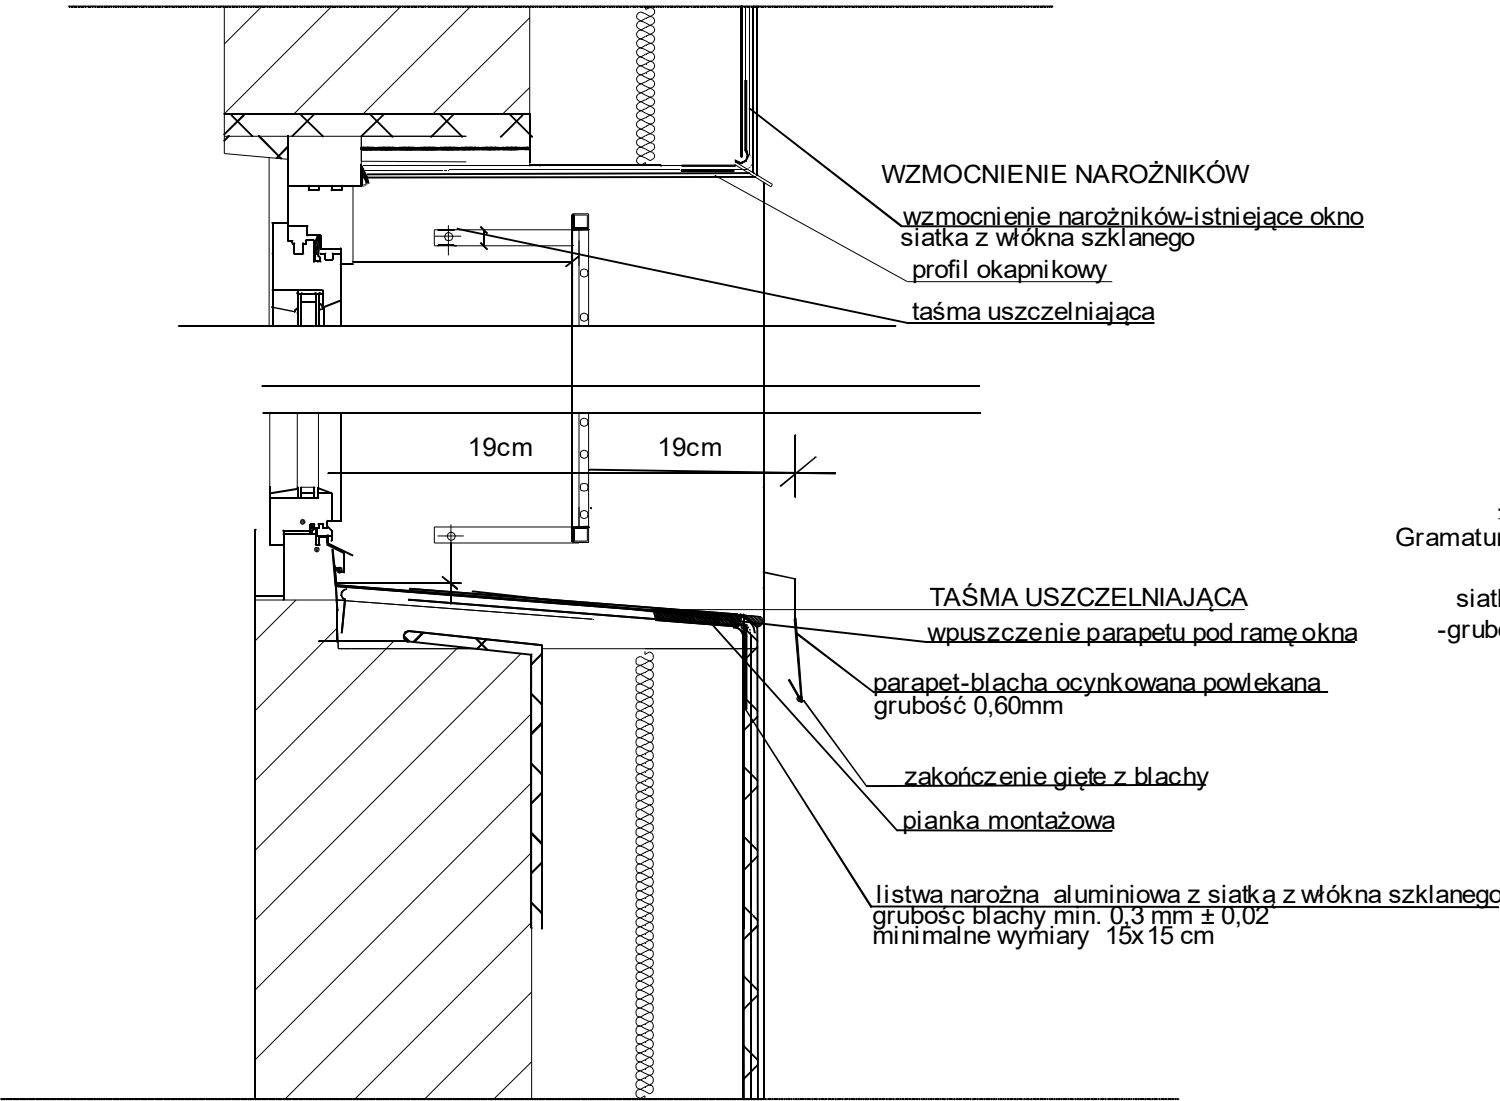 WZMOCNIENIE NAROŻNIKÓW
wzmocnienie narożników-istniejące okno
siatka z włókna szklanego
profil okapnikowy
taśma uszczelniająca
19cm 19cm
TAŚMA USZCZELNIAJĄCA
wpuszczenie parapetu pod ramę okna
parapet-blacha ocynkowana powlekana
grubość 0,60mm
zakończenie gięte z blachy
pianka montażowa
listwa narożna aluminiowa z siatką z włókna szklanego
grubośc blachy min. 0,3 mm ± 0,02
minimalne wymiary 15x15 cm